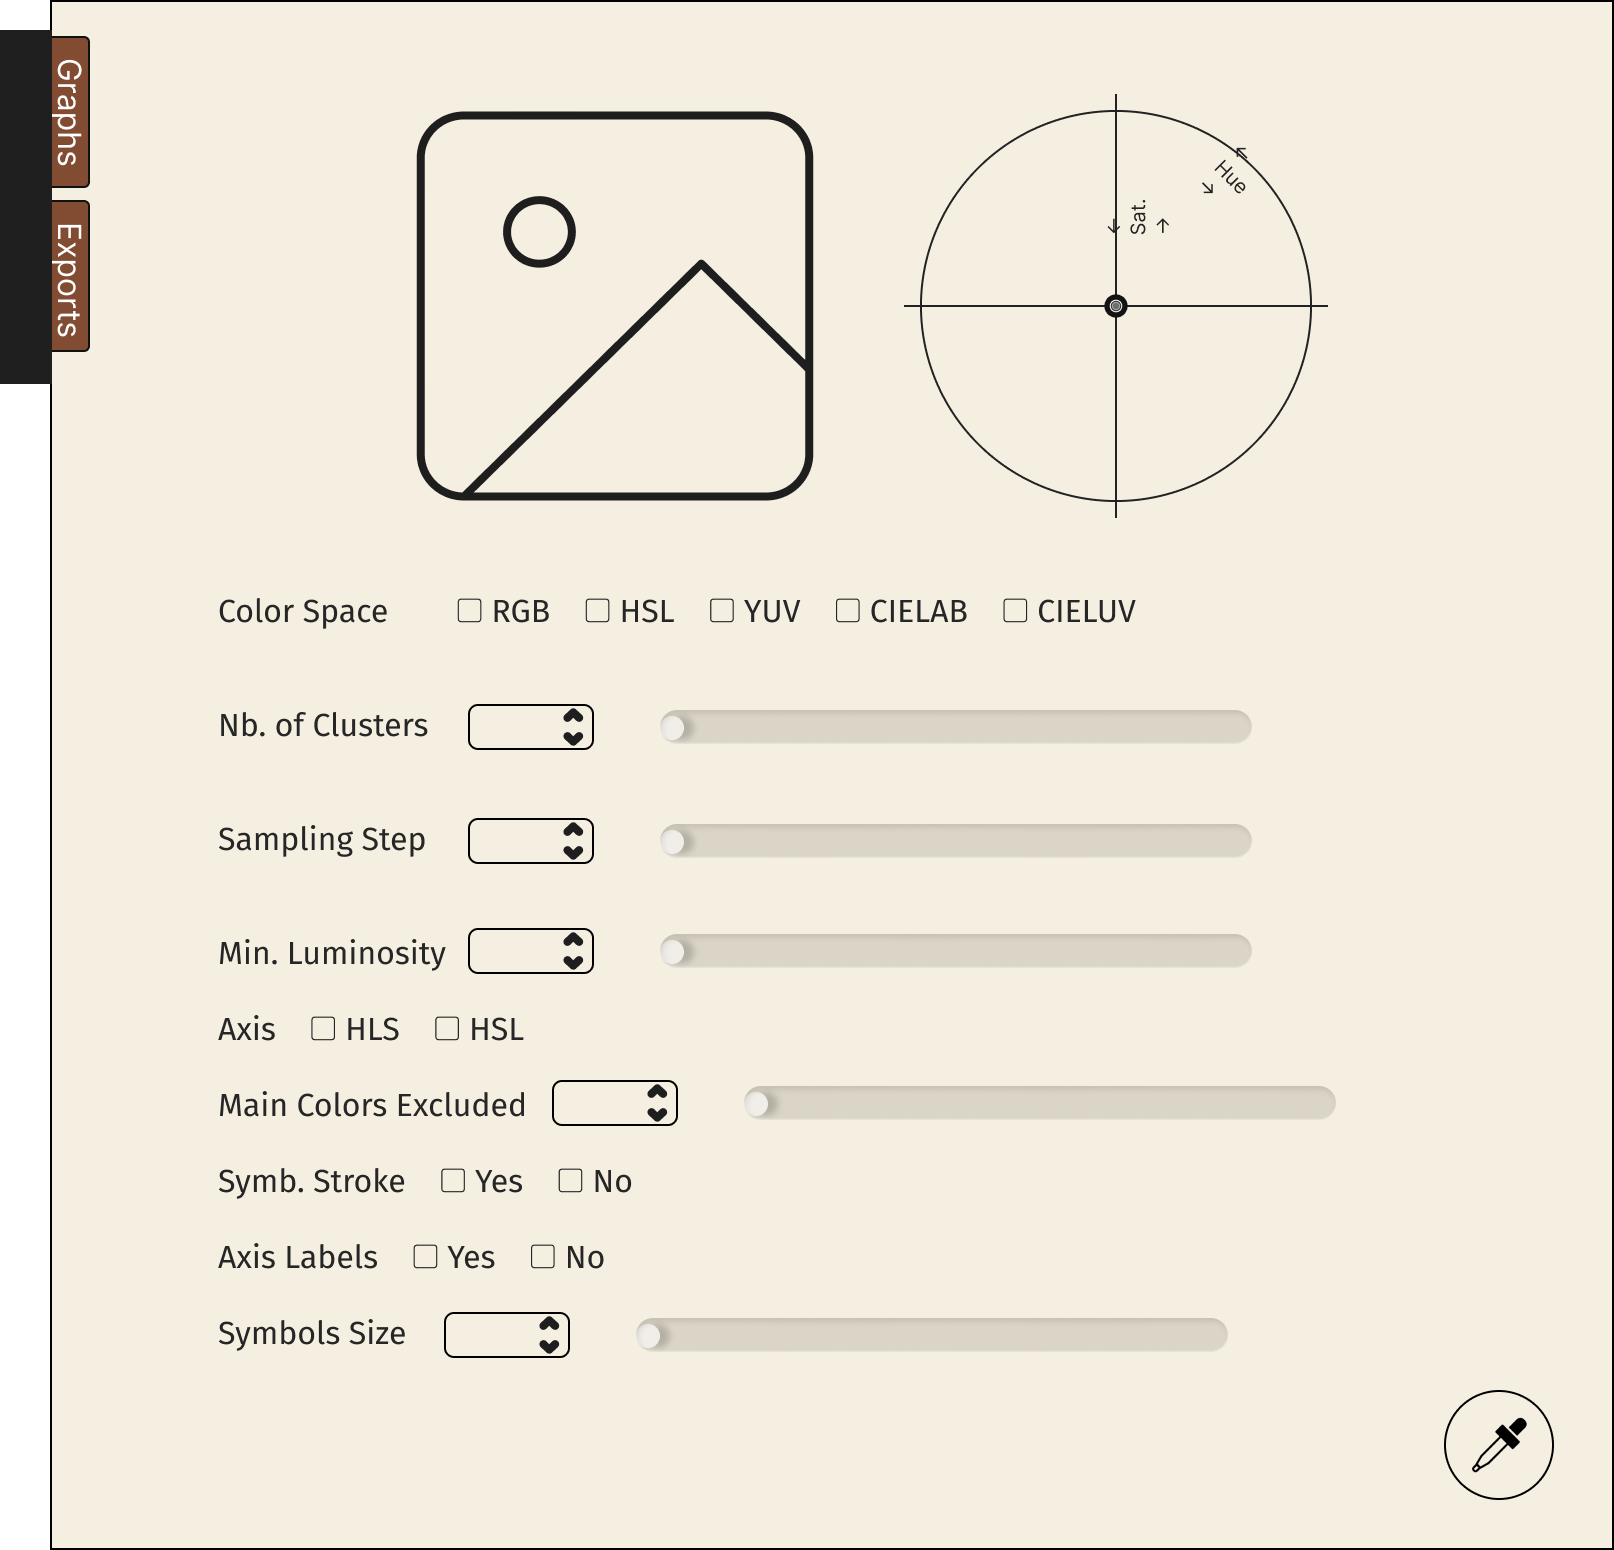 Graphs
Exports
Hue
Sat.
Color Space RGB HSL YUV CIELAB CIELUV
Nb. of Clusters
Sampling Step
Min. Luminosity
Axis HLS HSL
Main Colors Excluded
Symb. Stroke Yes No
Axis Labels Yes No
Symbols Size